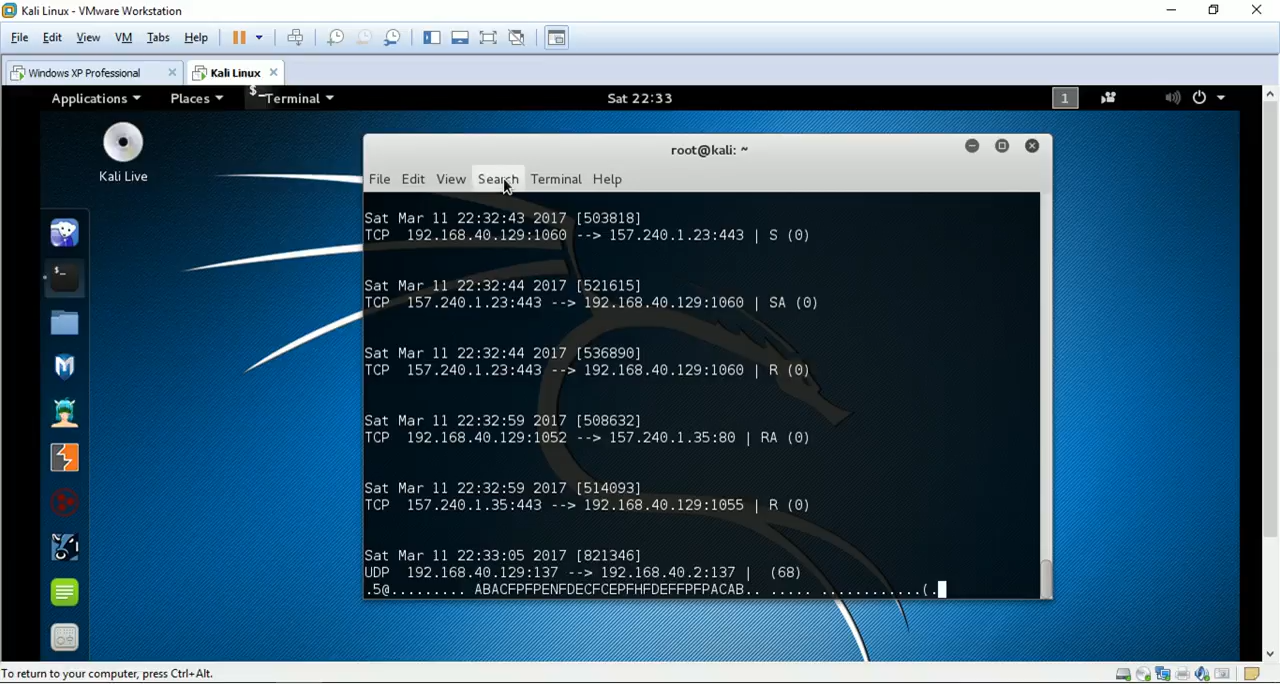 Kali Linux - VMware Workstation
File Edit View VM Tabs Help
Windows XP Professional Kali Linux
Applications Places Terminal Sat 22:33 1
Kali Live
root@kali: ~
File Edit View Search Terminal Help
Sat Mar 11 22:32:43 2017 [503818]
TCP 192.168.40.129:1060 --> 157.240.1.23:443 | S (0)
Sat Mar 11 22:32:44 2017 [521615]
TCP 157.240.1.23:443 --> 192.168.40.129:1060 | SA (0)
Sat Mar 11 22:32:44 2017 [536890]
TCP 157.240.1.23:443 --> 192.168.40.129:1060 | R (0)
Sat Mar 11 22:32:59 2017 [508632]
TCP 192.168.40.129:1052 --> 157.240.1.35:80 | RA (0)
Sat Mar 11 22:32:59 2017 [514093]
TCP 157.240.1.35:443 --> 192.168.40.129:1055 | R (0)
Sat Mar 11 22:33:05 2017 [821346]
UDP 192.168.40.129:137 --> 192.168.40.2:137 | (68)
.5@......... ABACFPFPENFDECFCEPFHFDEFFPFPACAB.. ..... ............(.
To return to your computer, press Ctrl+Alt.